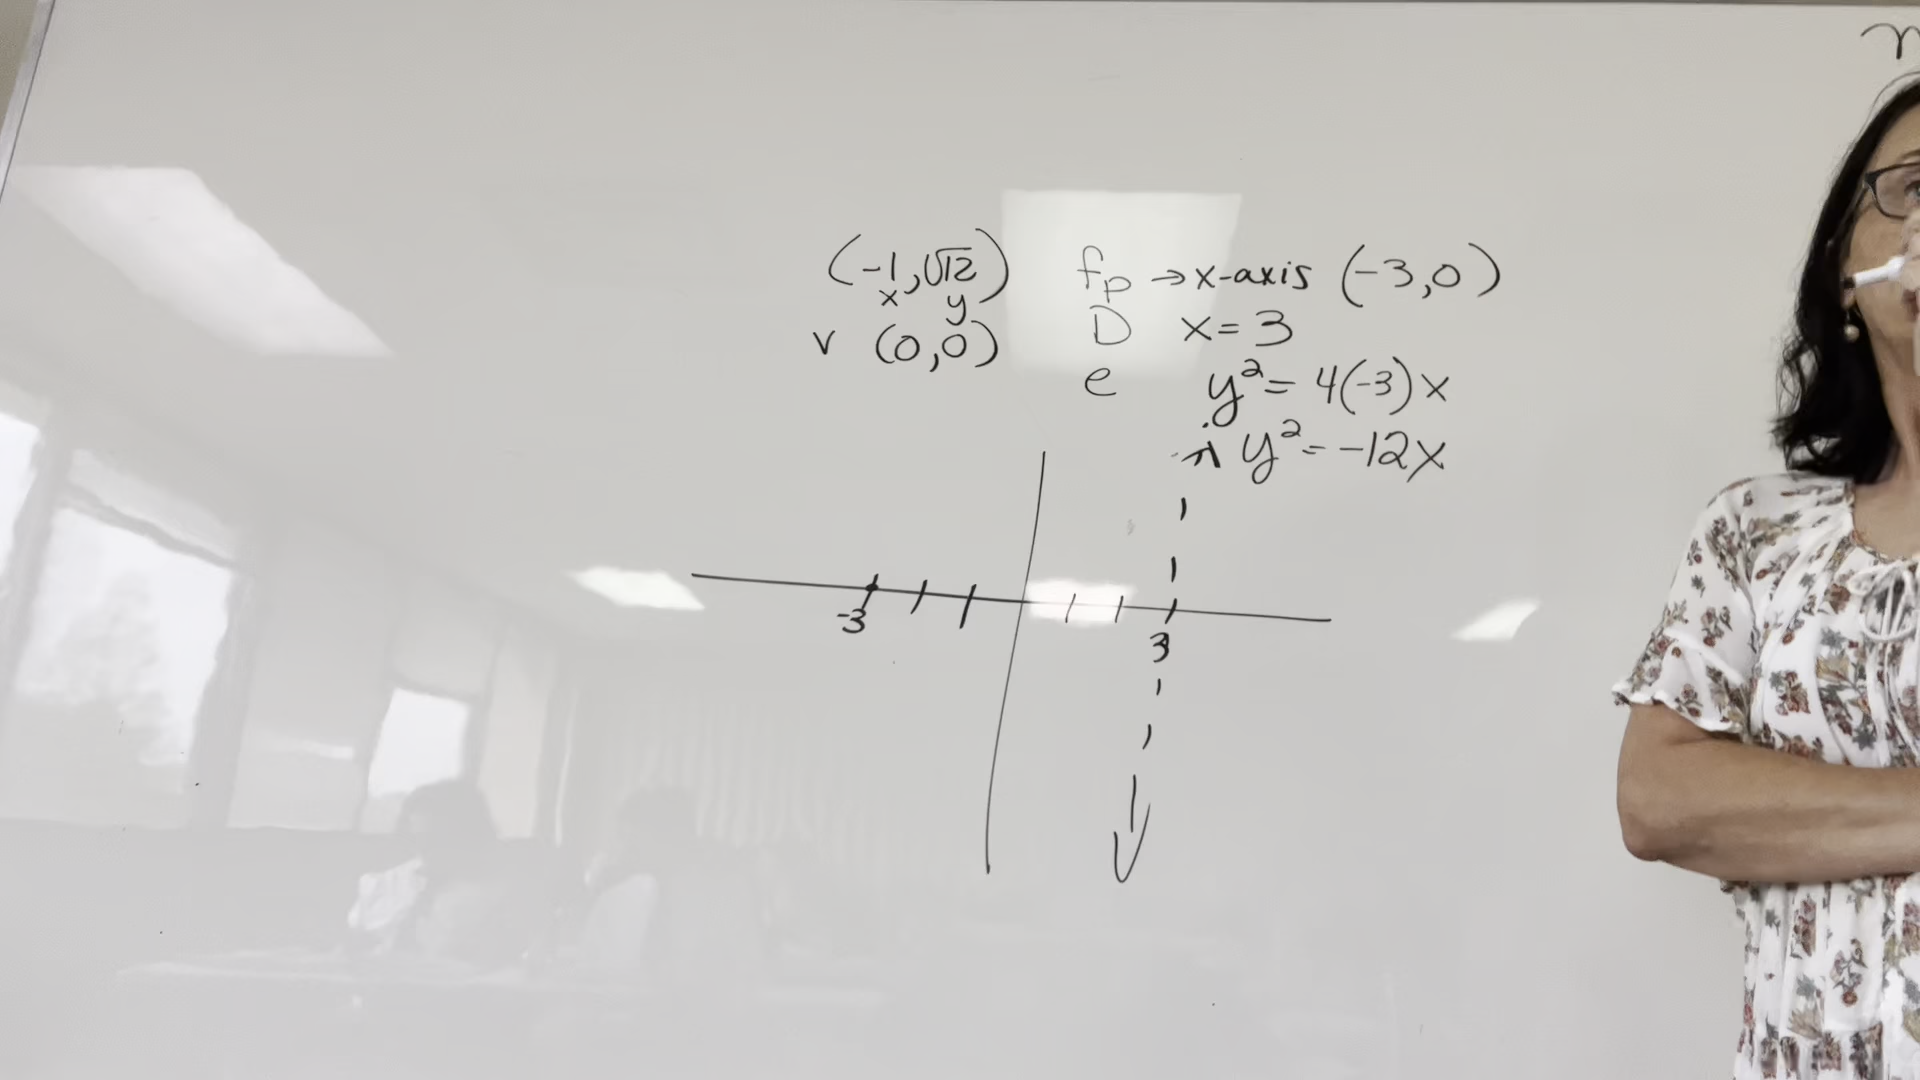 (-1, √12) fp → x-axis (-3,0)
x y
v (0,0) D x = 3
e y² = 4(-3)x
y² = -12x
-3 3